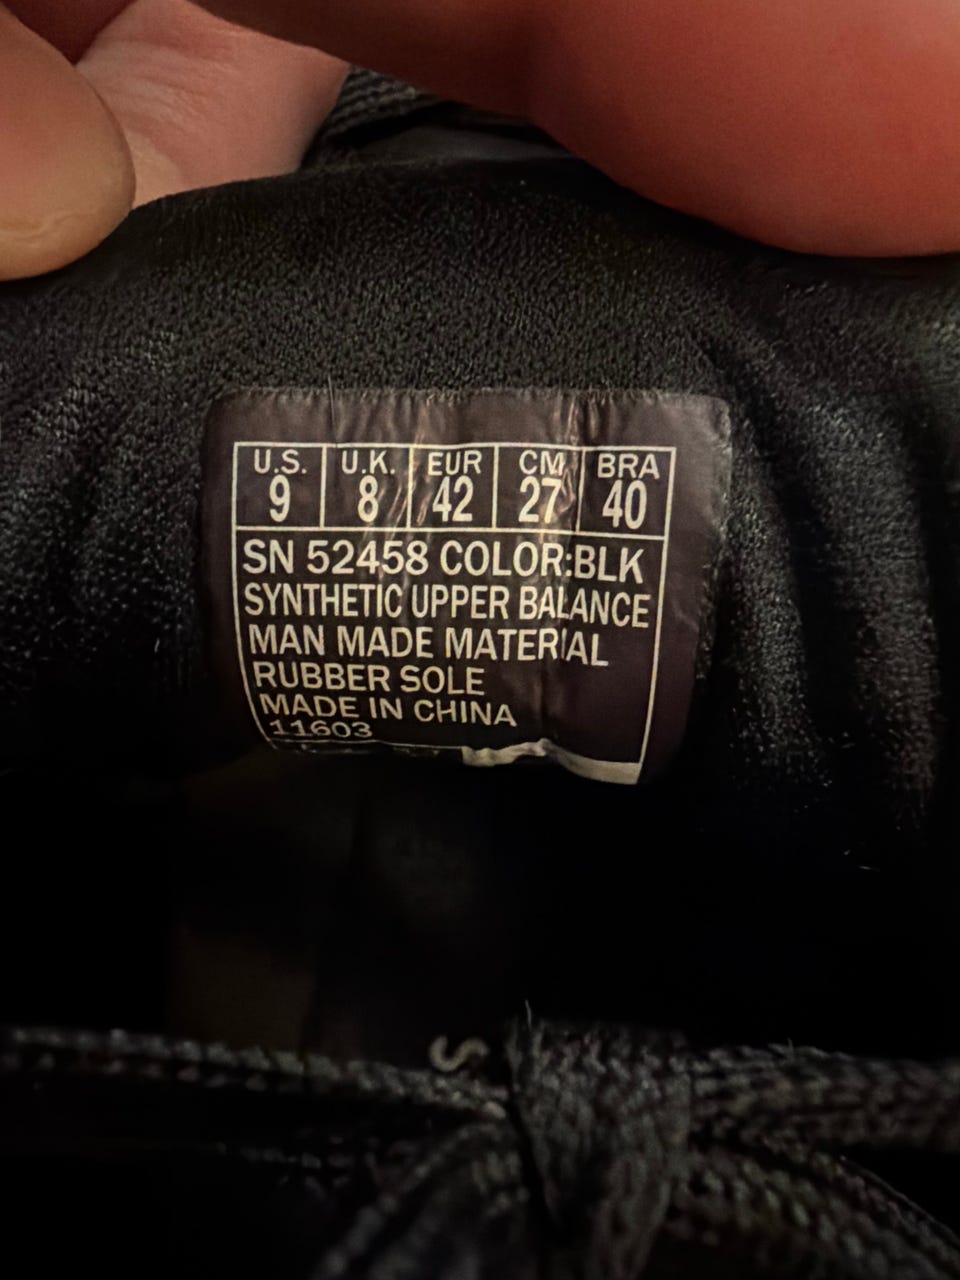 U.S. U.K. EUR CM BRA
9 8 42 27 40
SN 52458 COLOR:BLK
SYNTHETIC UPPER BALANCE
MAN MADE MATERIAL
RUBBER SOLE
MADE IN CHINA
11603
S